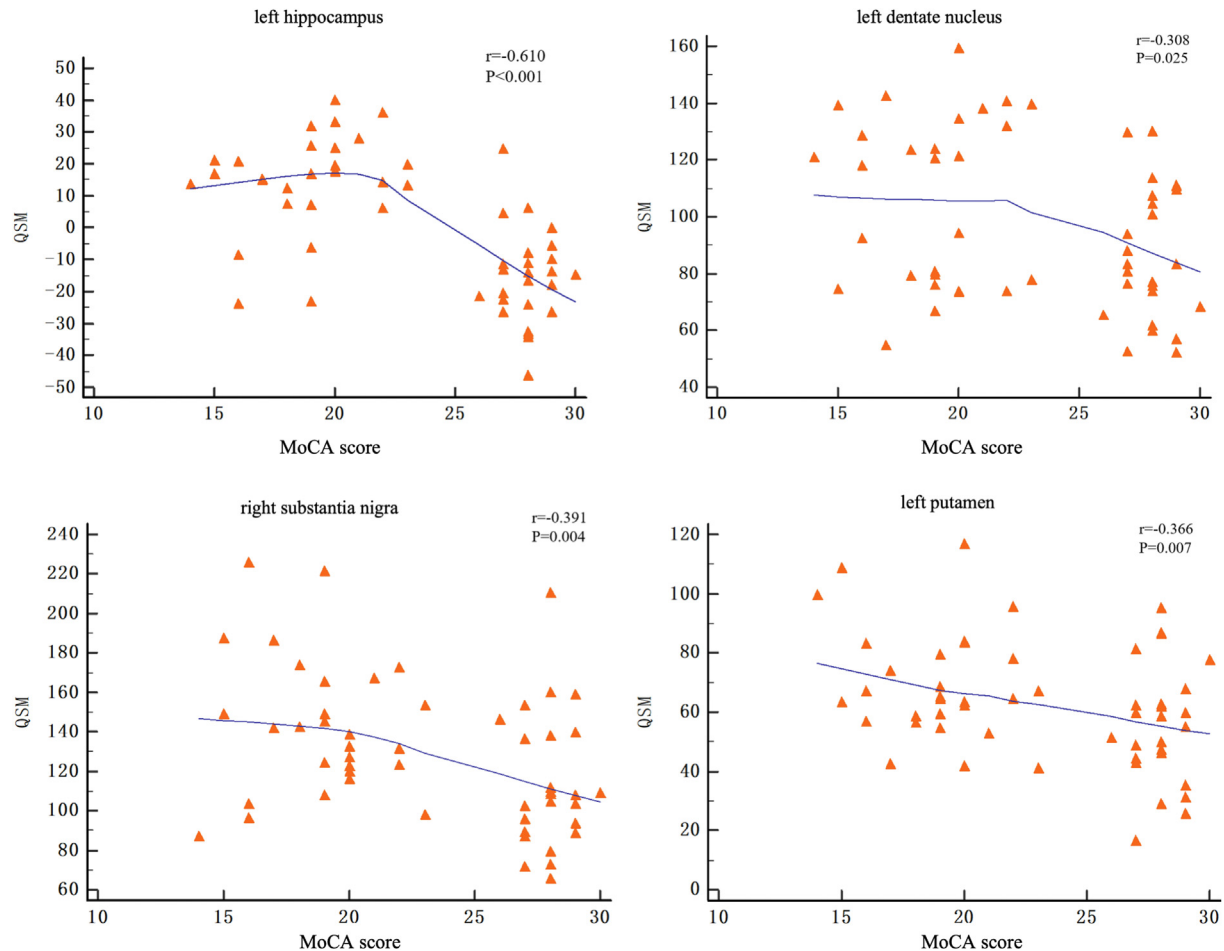 left hippocampus
r=-0.610
P<0.001
50
40
30
20
10
0
-10
-20
-30
-40
-50
QSM
10 15 20 25 30
MoCA score
left dentate nucleus
r=-0.308
P=0.025
160
140
120
100
80
60
40
QSM
10 15 20 25 30
MoCA score
right substantia nigra
r=-0.391
P=0.004
240
220
200
180
160
140
120
100
80
60
QSM
10 15 20 25 30
MoCA score
left putamen
r=-0.366
P=0.007
120
100
80
60
40
20
0
QSM
10 15 20 25 30
MoCA score